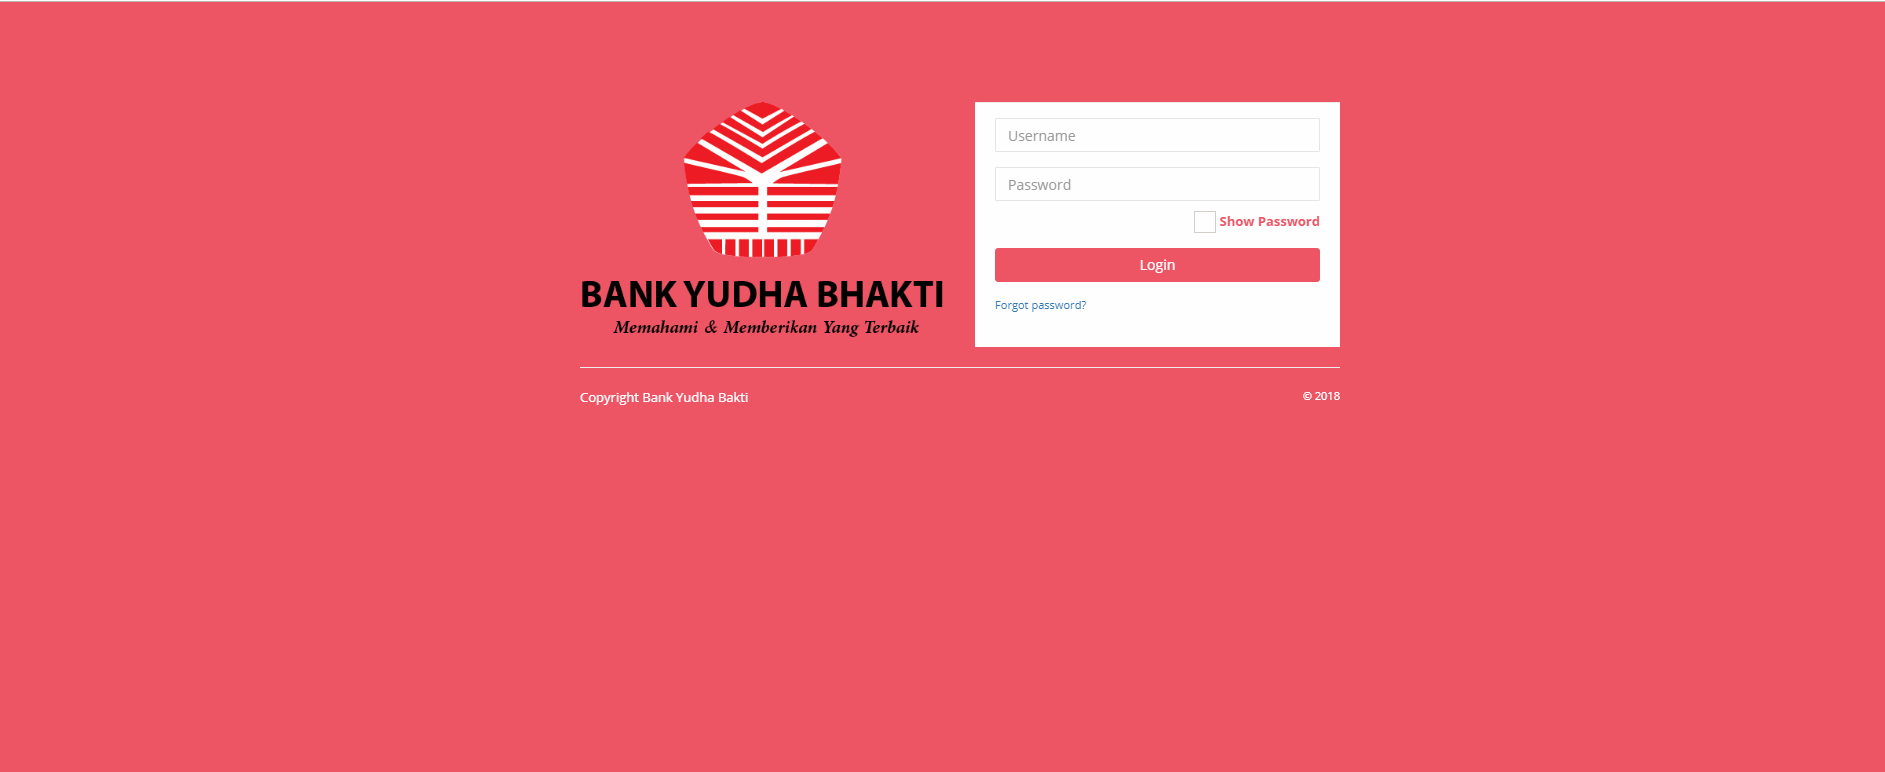 BANK YUDHA BHAKTI
Memahami & Memberikan Yang Terbaik
Username
Password
Show Password
Login
Forgot password?
Copyright Bank Yudha Bakti
© 2018